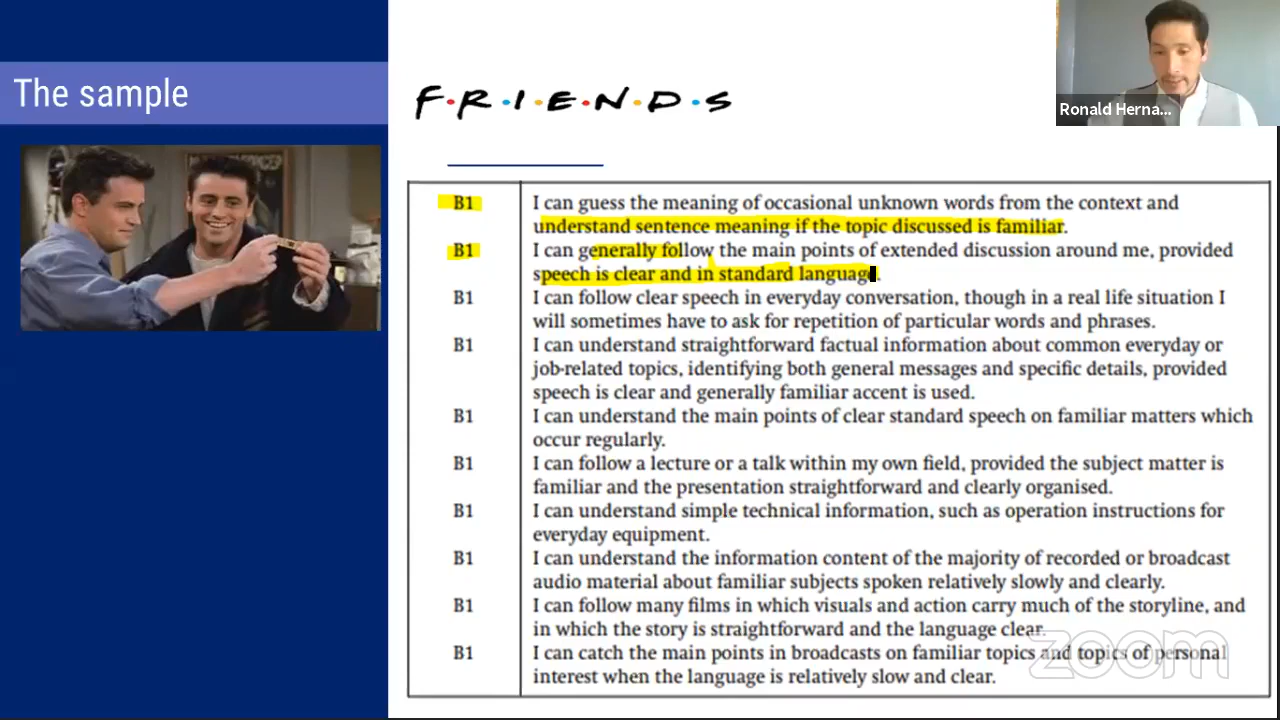 The sample
F·R·I·E·N·D·S
Ronald Herna...
B1 I can guess the meaning of occasional unknown words from the context and
understand sentence meaning if the topic discussed is familiar.
B1 I can generally follow the main points of extended discussion around me, provided
speech is clear and in standard language.
B1 I can follow clear speech in everyday conversation, though in a real life situation I
will sometimes have to ask for repetition of particular words and phrases.
B1 I can understand straightforward factual information about common everyday or
job-related topics, identifying both general messages and specific details, provided
speech is clear and generally familiar accent is used.
B1 I can understand the main points of clear standard speech on familiar matters which
occur regularly.
B1 I can follow a lecture or a talk within my own field, provided the subject matter is
familiar and the presentation straightforward and clearly organised.
B1 I can understand simple technical information, such as operation instructions for
everyday equipment.
B1 I can understand the information content of the majority of recorded or broadcast
audio material about familiar subjects spoken relatively slowly and clearly.
B1 I can follow many films in which visuals and action carry much of the storyline, and
in which the story is straightforward and the language clear.
B1 I can catch the main points in broadcasts on familiar topics and topics of personal
interest when the language is relatively slow and clear.
zoom